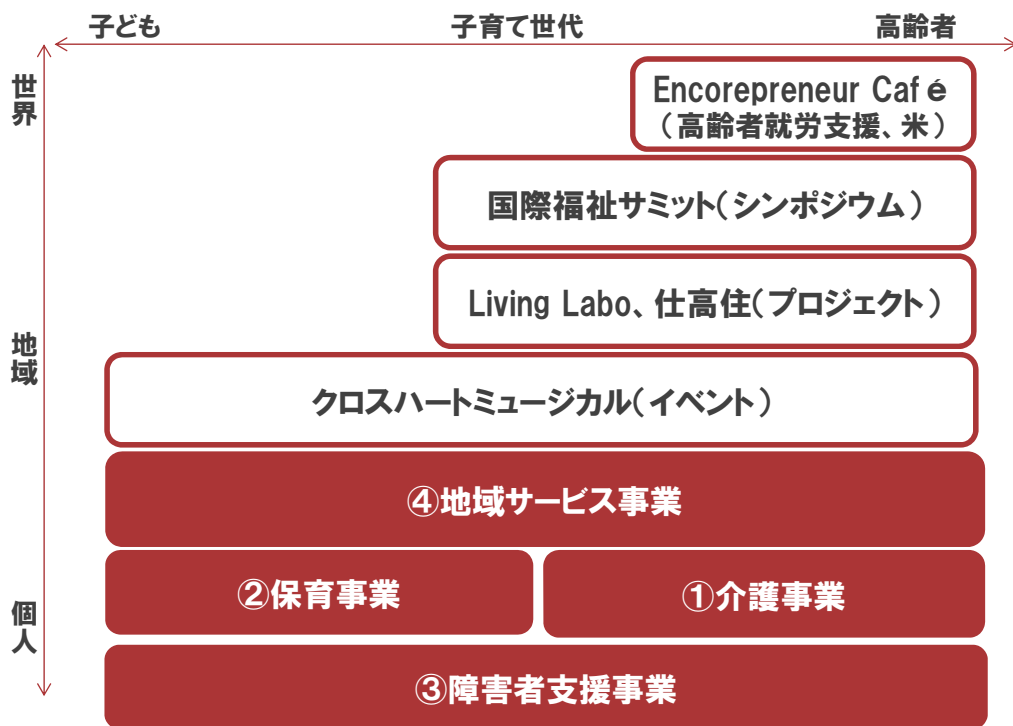 子ども 子育て世代 高齢者
世界
Encorepreneur Café
（高齢者就労支援、米）
国際福祉サミット（シンポジウム）
Living Labo、仕高住（プロジェクト）
地域
クロスハートミュージカル（イベント）
④地域サービス事業
②保育事業 ①介護事業
個人
③障害者支援事業